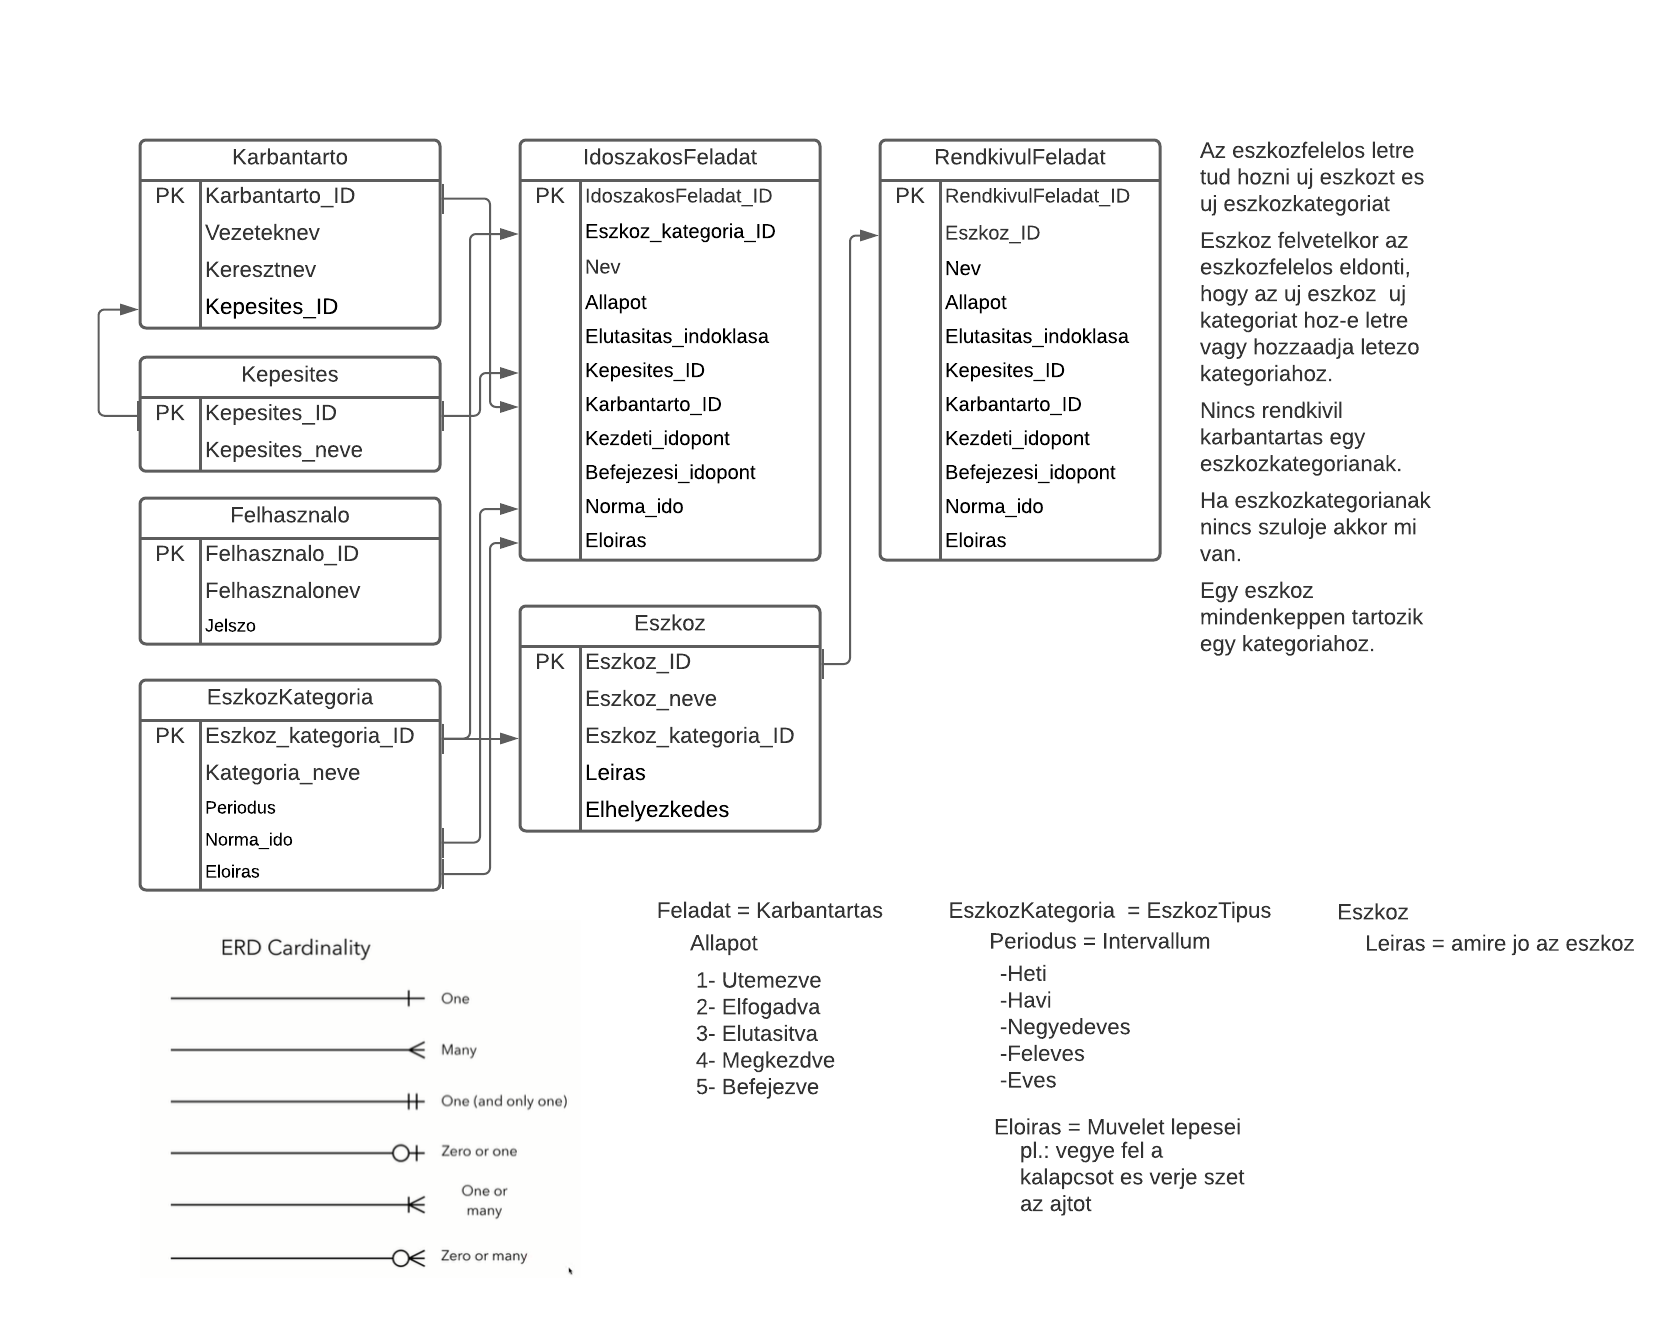 Karbantarto
PK Karbantarto_ID
Vezeteknev
Keresztnev
Kepesites_ID
Kepesites
PK Kepesites_ID
Kepesites_neve
Felhasznalo
PK Felhasznalo_ID
Felhasznalonev
Jelszo
EszkozKategoria
PK Eszkoz_kategoria_ID
Kategoria_neve
Periodus
Norma_ido
Eloiras
IdoszakosFeladat
PK IdoszakosFeladat_ID
Eszkoz_kategoria_ID
Nev
Allapot
Elutasitas_indoklasa
Kepesites_ID
Karbantarto_ID
Kezdeti_idopont
Befejezesi_idopont
Norma_ido
Eloiras
Eszkoz
PK Eszkoz_ID
Eszkoz_neve
Eszkoz_kategoria_ID
Leiras
Elhelyezkedes
RendkivulFeladat
PK RendkivulFeladat_ID
Eszkoz_ID
Nev
Allapot
Elutasitas_indoklasa
Kepesites_ID
Karbantarto_ID
Kezdeti_idopont
Befejezesi_idopont
Norma_ido
Eloiras
Az eszkozfelelos letre
tud hozni uj eszkozt es
uj eszkozkategoriat
Eszkoz felvetelkor az
eszkozfelelos eldonti,
hogy az uj eszkoz  uj
kategoriat hoz-e letre
vagy hozzaadja letezo
kategoriahoz.
Nincs rendkivil
karbantartas egy
eszkozkategorianak.
Ha eszkozkategorianak
nincs szuloje akkor mi
van.
Egy eszkoz
mindenkeppen tartozik
egy kategoriahoz.
ERD Cardinality
One
Many
One (and only one)
Zero or one
One or
many
Zero or many
Feladat = Karbantartas
Allapot
1- Utemezve
2- Elfogadva
3- Elutasitva
4- Megkezdve
5- Befejezve
EszkozKategoria  = EszkozTipus
Periodus = Intervallum
-Heti
-Havi
-Negyedeves
-Feleves
-Eves
Eloiras = Muvelet lepesei
pl.: vegye fel a
kalapcsot es verje szet
az ajtot
Eszkoz
Leiras = amire jo az eszkoz